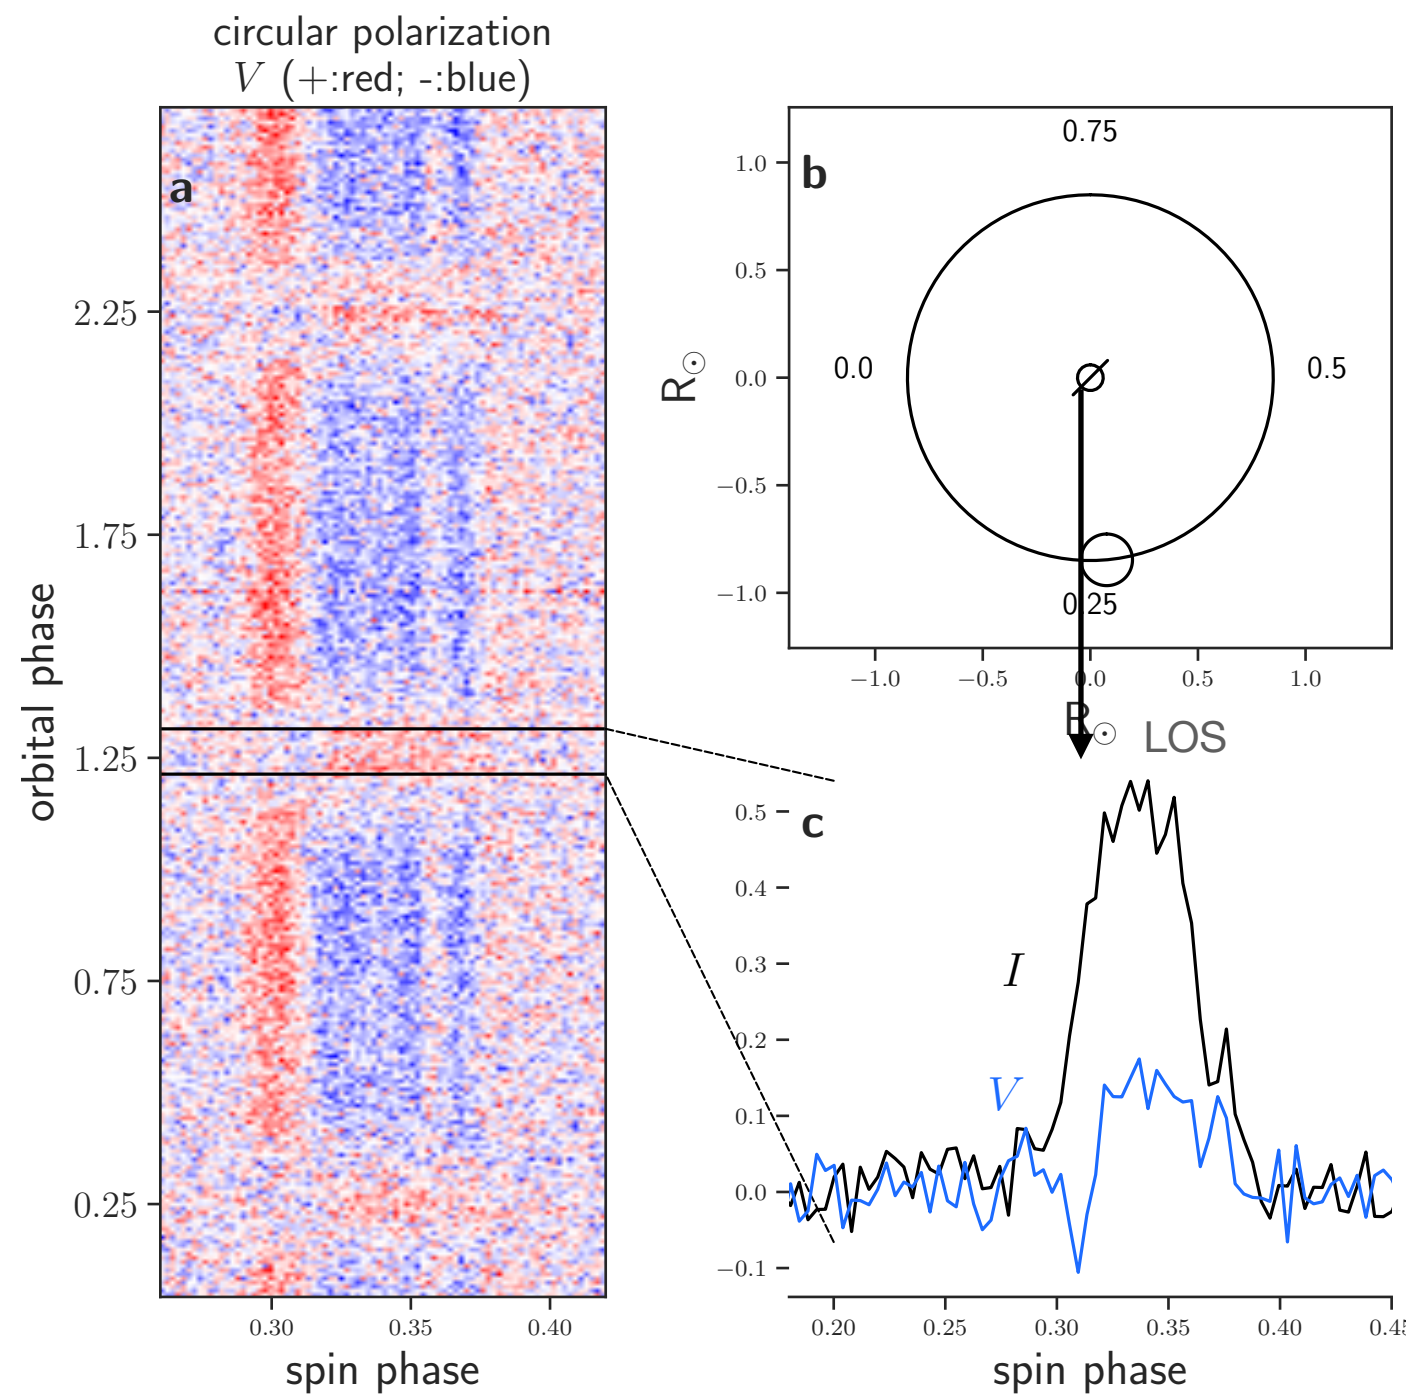 circular polarization
V (+:red; -:blue)
a
2.25
1.75
1.25
0.75
0.25
orbital phase
0.30 0.35 0.40
spin phase
b
0.75
0.0
0.5
0.25
1.0
0.5
0.0
−0.5
−1.0
R☉
−1.0 −0.5 0.0 0.5 1.0
R☉ LOS
c
I
V
0.5
0.4
0.3
0.2
0.1
0.0
−0.1
0.20 0.25 0.30 0.35 0.40 0.45
spin phase